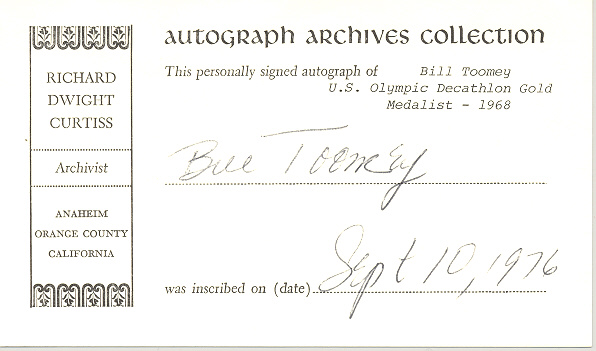 RICHARD
DWIGHT
CURTISS
Archivist
ANAHEIM
ORANGE COUNTY
CALIFORNIA
AUTOGRAPH ARCHIVES COLLECTION
This personally signed autograph of Bill Toomey
U.S. Olympic Decathlon Gold
Medalist - 1968
Bill Toomey
Sept 10, 1976
was inscribed on (date)